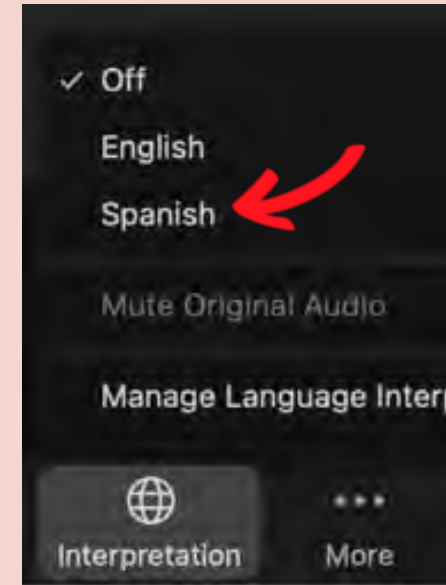 Off
English
Spanish
Mute Original Audio
Manage Language Interp
Interpretation
More